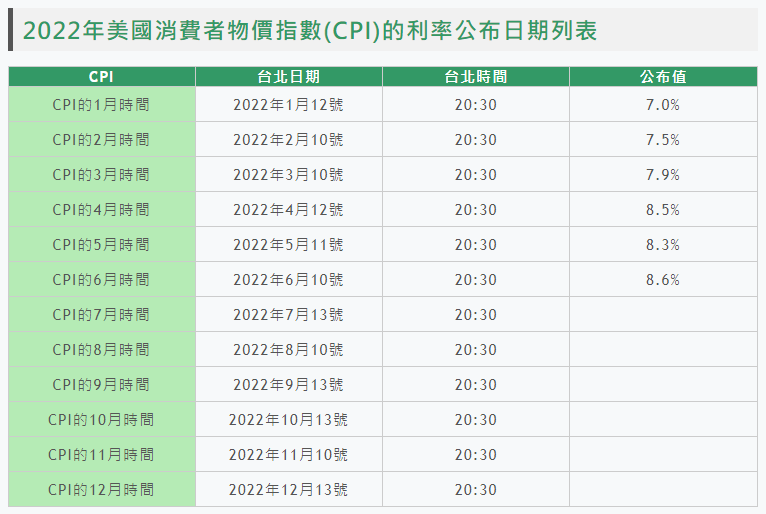 2022年美國消費者物價指數(CPI)的利率公布日期列表
CPI 台北日期 台北時間 公布值
CPI的1月時間 2022年1月12號 20:30 7.0%
CPI的2月時間 2022年2月10號 20:30 7.5%
CPI的3月時間 2022年3月10號 20:30 7.9%
CPI的4月時間 2022年4月12號 20:30 8.5%
CPI的5月時間 2022年5月11號 20:30 8.3%
CPI的6月時間 2022年6月10號 20:30 8.6%
CPI的7月時間 2022年7月13號 20:30
CPI的8月時間 2022年8月10號 20:30
CPI的9月時間 2022年9月13號 20:30
CPI的10月時間 2022年10月13號 20:30
CPI的11月時間 2022年11月10號 20:30
CPI的12月時間 2022年12月13號 20:30